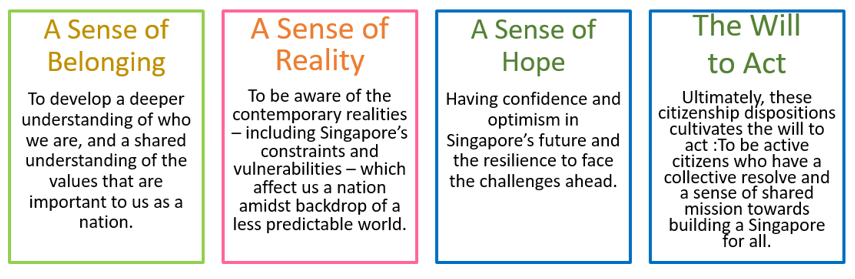 A Sense of
Belonging
To develop a deeper
understanding of who
we are, and a shared
understanding of the
values that are
important to us as a
nation.
A Sense of
Reality
To be aware of the
contemporary realities
– including Singapore’s
constraints and
vulnerabilities – which
affect us a nation
amidst backdrop of a
less predictable world.
A Sense of
Hope
Having confidence and
optimism in
Singapore’s future and
the resilience to face
the challenges ahead.
The Will
to Act
Ultimately, these
citizenship dispositions
cultivates the will to
act :To be active
citizens who have a
collective resolve and
a sense of shared
mission towards
building a Singapore
for all.